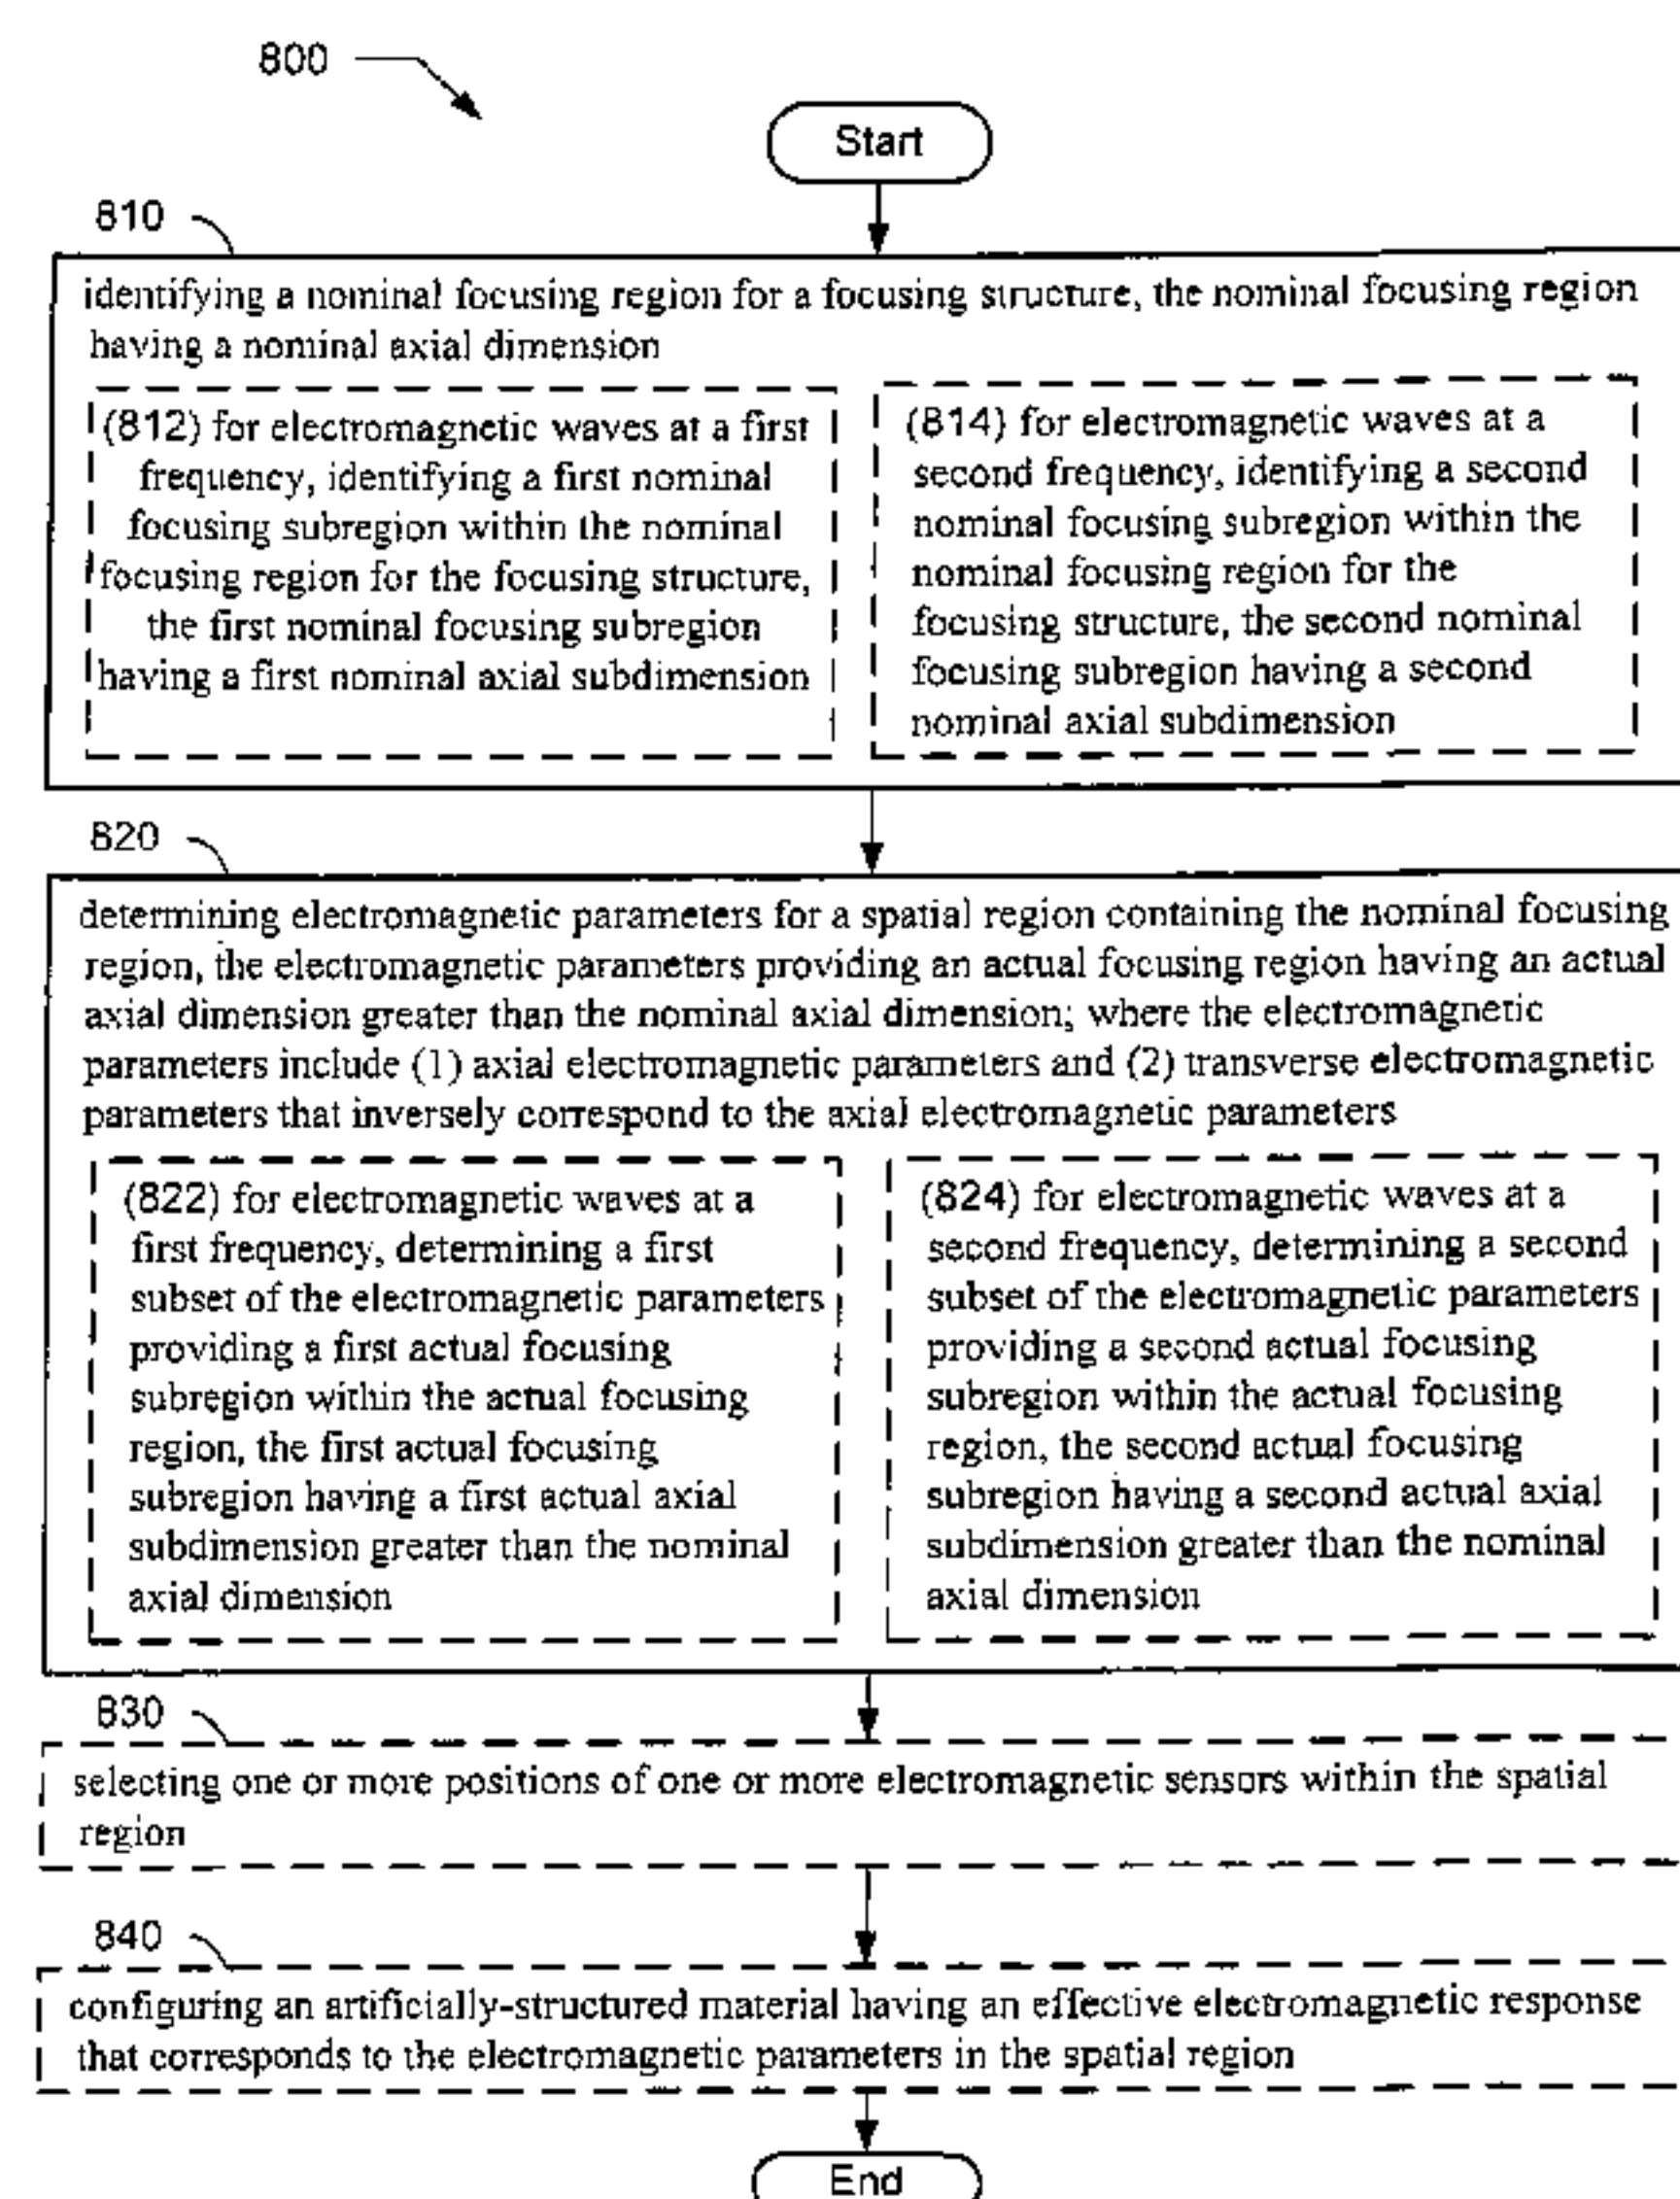 800
Start
810
identifying a nominal focusing region for a focusing structure, the nominal focusing region
having a nominal axial dimension
(812) for electromagnetic waves at a first
frequency, identifying a first nominal
focusing subregion within the nominal
focusing region for the focusing structure,
the first nominal focusing subregion
having a first nominal axial subdimension
(814) for electromagnetic waves at a
second frequency, identifying a second
nominal focusing subregion within the
nominal focusing region for the
focusing structure, the second nominal
focusing subregion having a second
nominal axial subdimension
820
determining electromagnetic parameters for a spatial region containing the nominal focusing
region, the electromagnetic parameters providing an actual focusing region having an actual
axial dimension greater than the nominal axial dimension; where the electromagnetic
parameters include (1) axial electromagnetic parameters and (2) transverse electromagnetic
parameters that inversely correspond to the axial electromagnetic parameters
(822) for electromagnetic waves at a
first frequency, determining a first
subset of the electromagnetic parameters
providing a first actual focusing
subregion within the actual focusing
region, the first actual focusing
subregion having a first actual axial
subdimension greater than the nominal
axial dimension
(824) for electromagnetic waves at a
second frequency, determining a second
subset of the electromagnetic parameters
providing a second actual focusing
subregion within the actual focusing
region, the second actual focusing
subregion having a second actual axial
subdimension greater than the nominal
axial dimension
830
selecting one or more positions of one or more electromagnetic sensors within the spatial
region
840
configuring an artificially-structured material having an effective electromagnetic response
that corresponds to the electromagnetic parameters in the spatial region
End